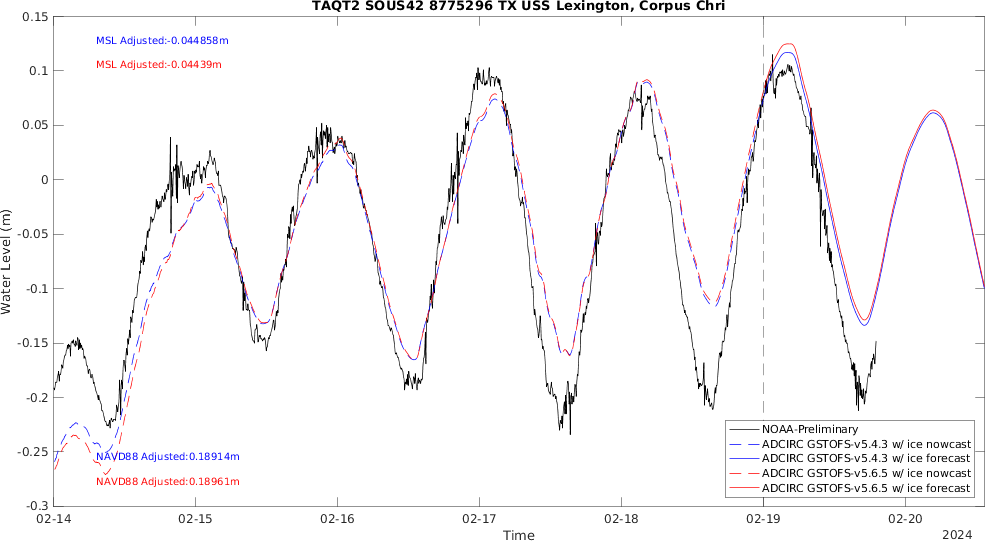 TAQT2 SOUS42 8775296 TX USS Lexington, Corpus Chri
0.15
0.1
0.05
0
-0.05
-0.1
-0.15
-0.2
-0.25
-0.3
Water Level (m)
MSL Adjusted:-0.044858m
MSL Adjusted:-0.04439m
NAVD88 Adjusted:0.18914m
NAVD88 Adjusted:0.18961m
NOAA-Preliminary
ADCIRC GSTOFS-v5.4.3 w/ ice nowcast
ADCIRC GSTOFS-v5.4.3 w/ ice forecast
ADCIRC GSTOFS-v5.6.5 w/ ice nowcast
ADCIRC GSTOFS-v5.6.5 w/ ice forecast
02-14 02-15 02-16 02-17 02-18 02-19 02-20
Time
2024